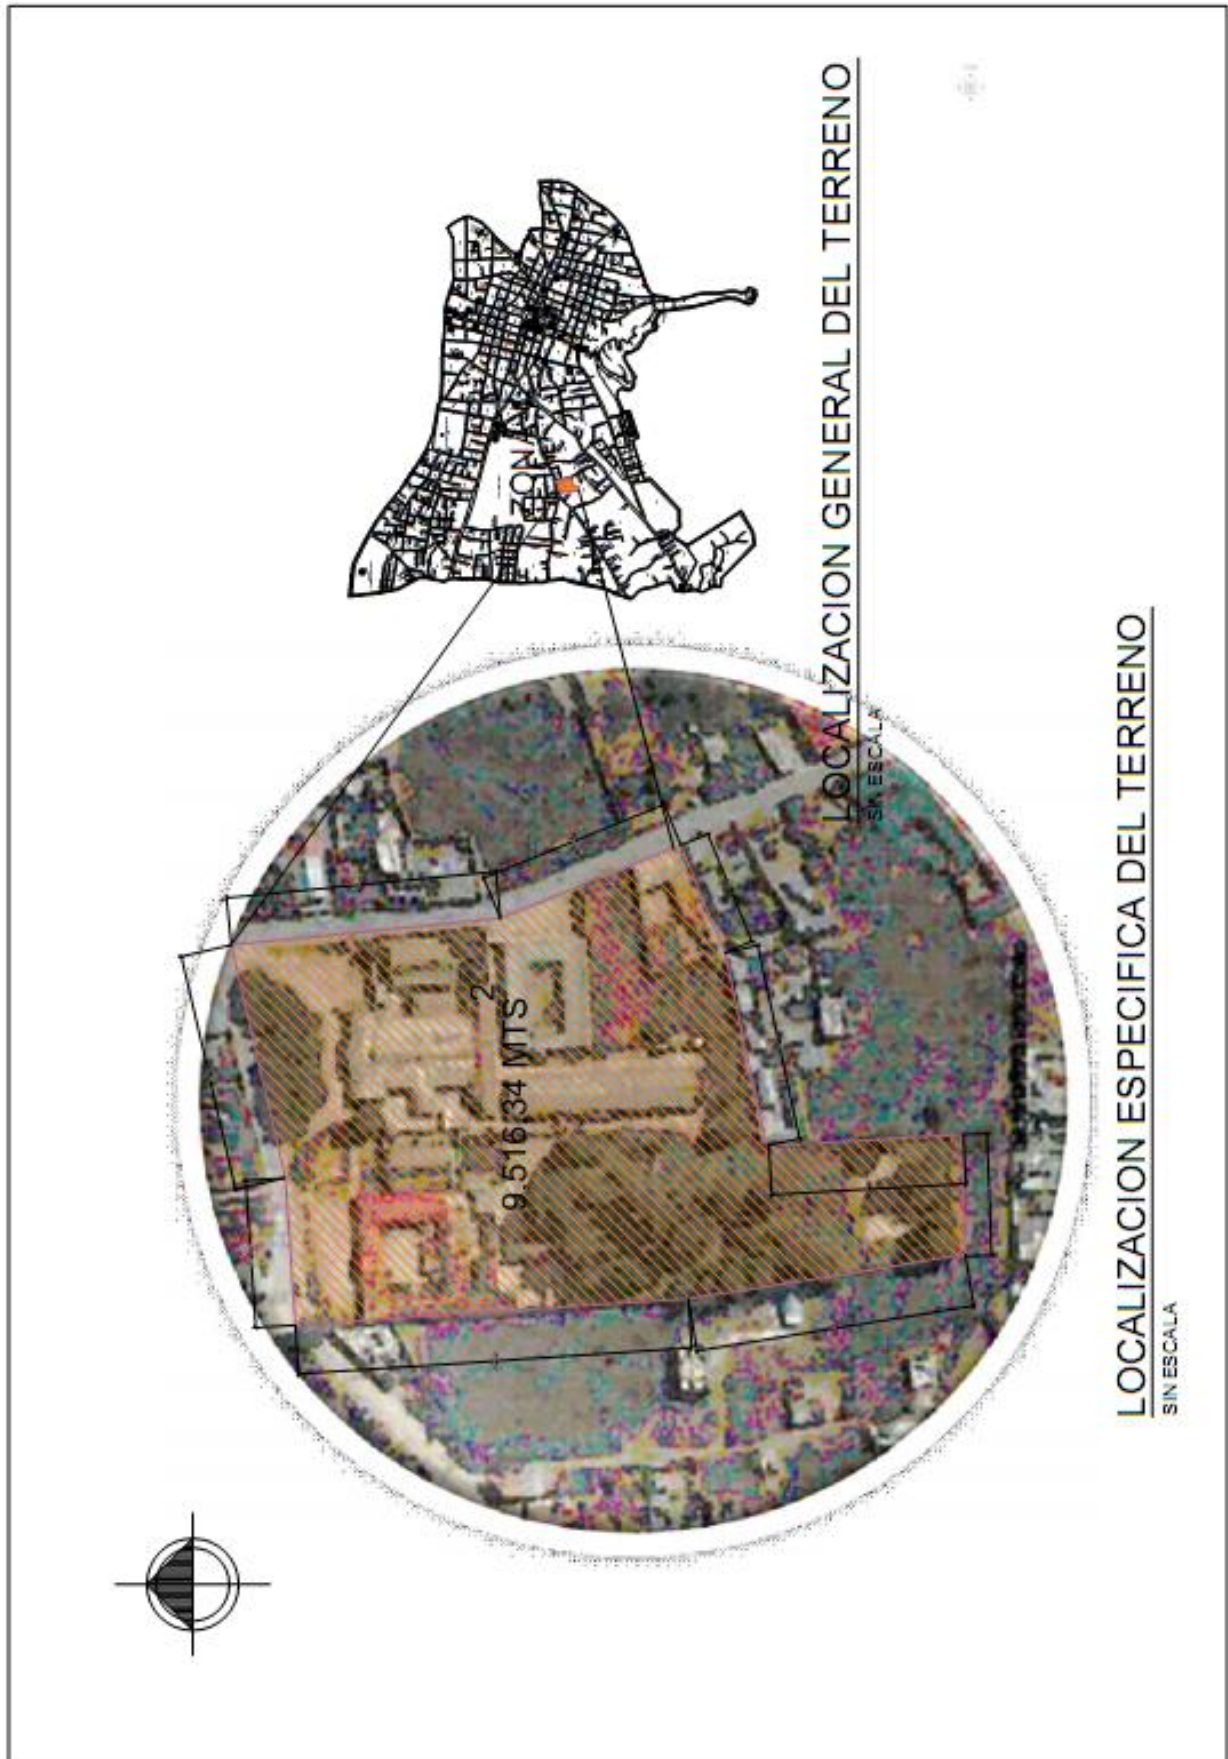 LOCALIZACION GENERAL DEL TERRENO
SIN ESCALA
9.516.34 MTS 2
LOCALIZACION ESPECIFICA DEL TERRENO
SIN ESCALA